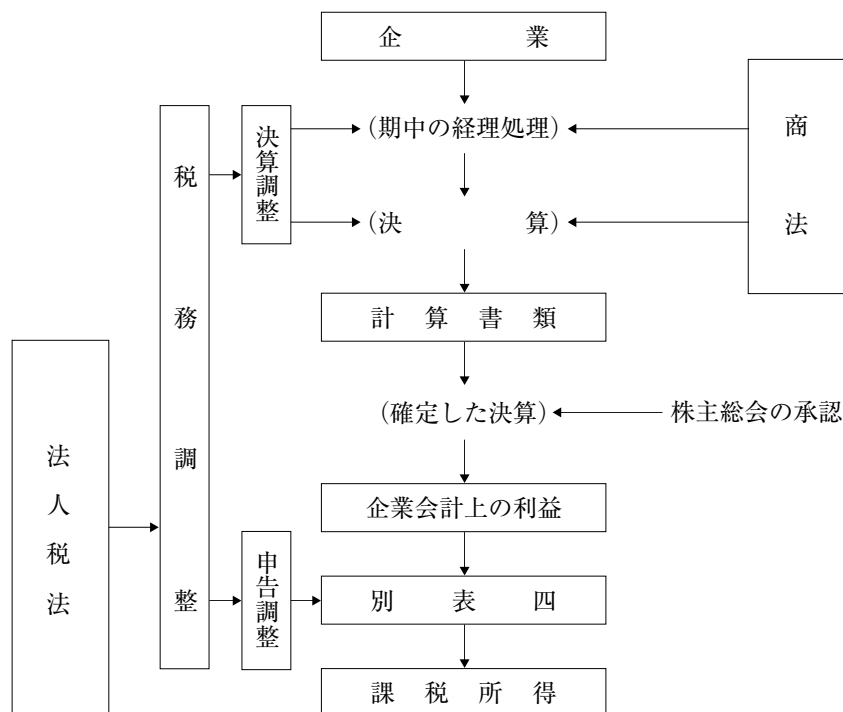 企業
(期中の経理処理)
(決算)
計算書類
(確定した決算)
株主総会の承認
企業会計上の利益
別表四
課税所得
商法
決算調整
税務調整
申告調整
法人税法